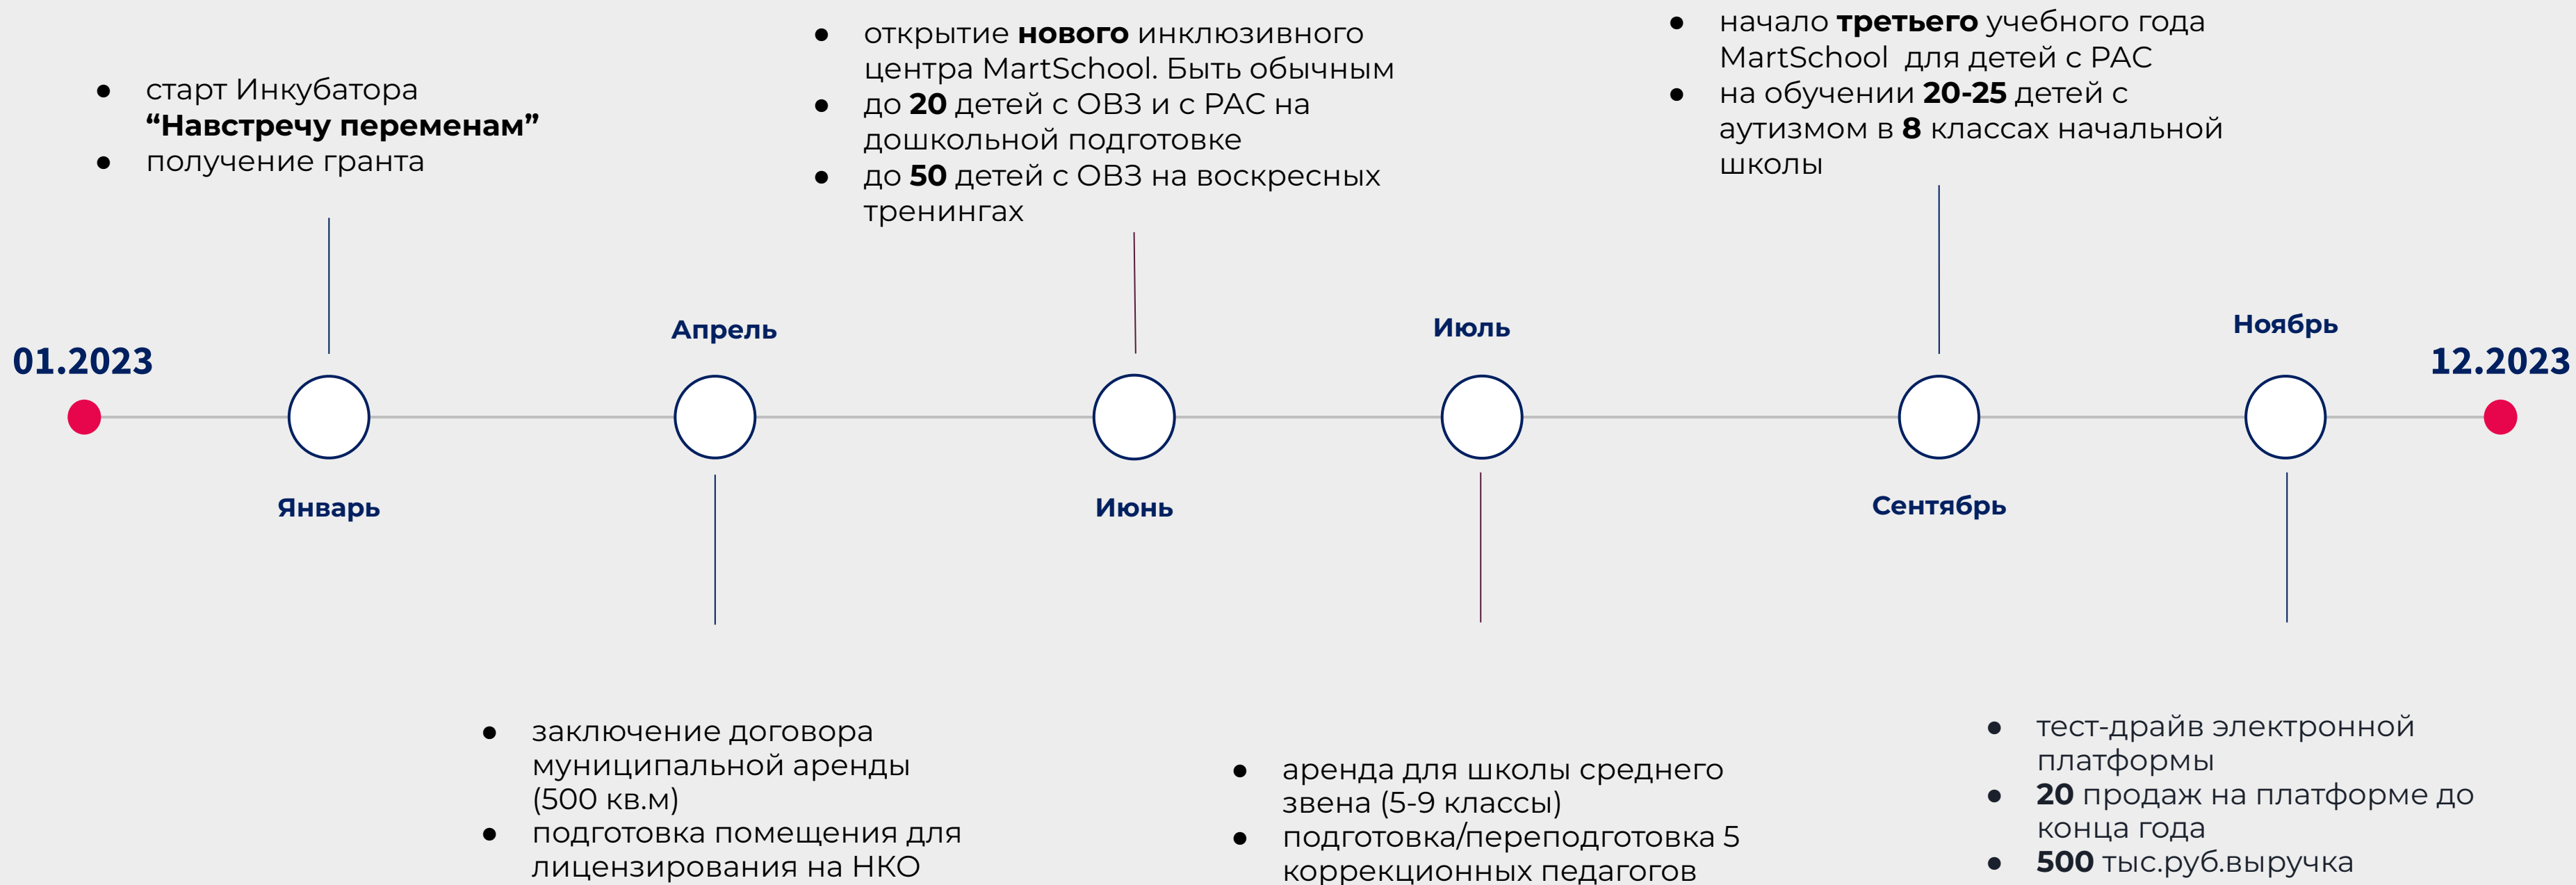 ● старт Инкубатора
“Навстречу переменам”
● получение гранта
● открытие нового инклюзивного
центра MartSchool. Быть обычным
● до 20 детей с ОВЗ и с РАС на
дошкольной подготовке
● до 50 детей с ОВЗ на воскресных
тренингах
● начало третьего учебного года
MartSchool для детей с РАС
● на обучении 20-25 детей с
аутизмом в 8 классах начальной
школы
01.2023
Апрель
Июль
Ноябрь
12.2023
Январь
Июнь
Сентябрь
● заключение договора
муниципальной аренды
(500 кв.м)
● подготовка помещения для
лицензирования на НКО
● аренда для школы среднего
звена (5-9 классы)
● подготовка/переподготовка 5
коррекционных педагогов
● тест-драйв электронной
платформы
● 20 продаж на платформе до
конца года
● 500 тыс.руб.выручка